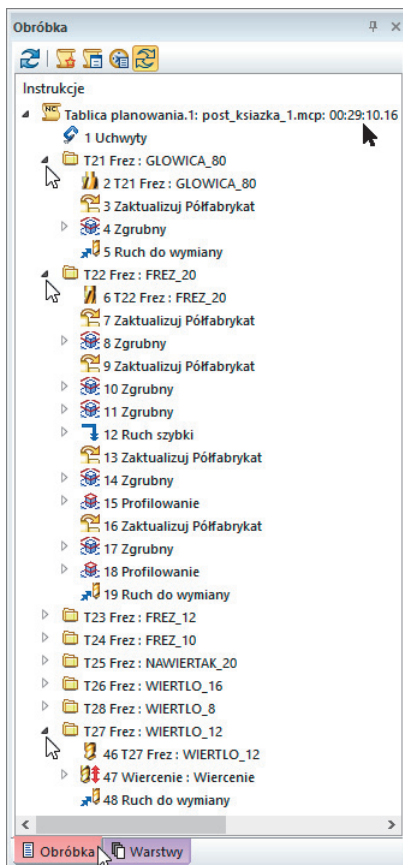 Obróbka
Instrukcje
NC Tablica planowania.1: post_ksiazka_1.mcp: 00:29:10.16
1 Uchwyty
T21 Frez : GLOWICA_80
2 T21 Frez : GLOWICA_80
3 Zaktualizuj Półfabrykat
4 Zgrubny
5 Ruch do wymiany
T22 Frez : FREZ_20
6 T22 Frez : FREZ_20
7 Zaktualizuj Półfabrykat
8 Zgrubny
9 Zaktualizuj Półfabrykat
10 Zgrubny
11 Zgrubny
12 Ruch szybki
13 Zaktualizuj Półfabrykat
14 Zgrubny
15 Profilowanie
16 Zaktualizuj Półfabrykat
17 Zgrubny
18 Profilowanie
19 Ruch do wymiany
T23 Frez : FREZ_12
T24 Frez : FREZ_10
T25 Frez : NAWIERTAK_20
T26 Frez : WIERTLO_16
T28 Frez : WIERTLO_8
T27 Frez : WIERTLO_12
46 T27 Frez : WIERTLO_12
47 Wiercenie : Wiercenie
48 Ruch do wymiany
Obróbka Warstwy